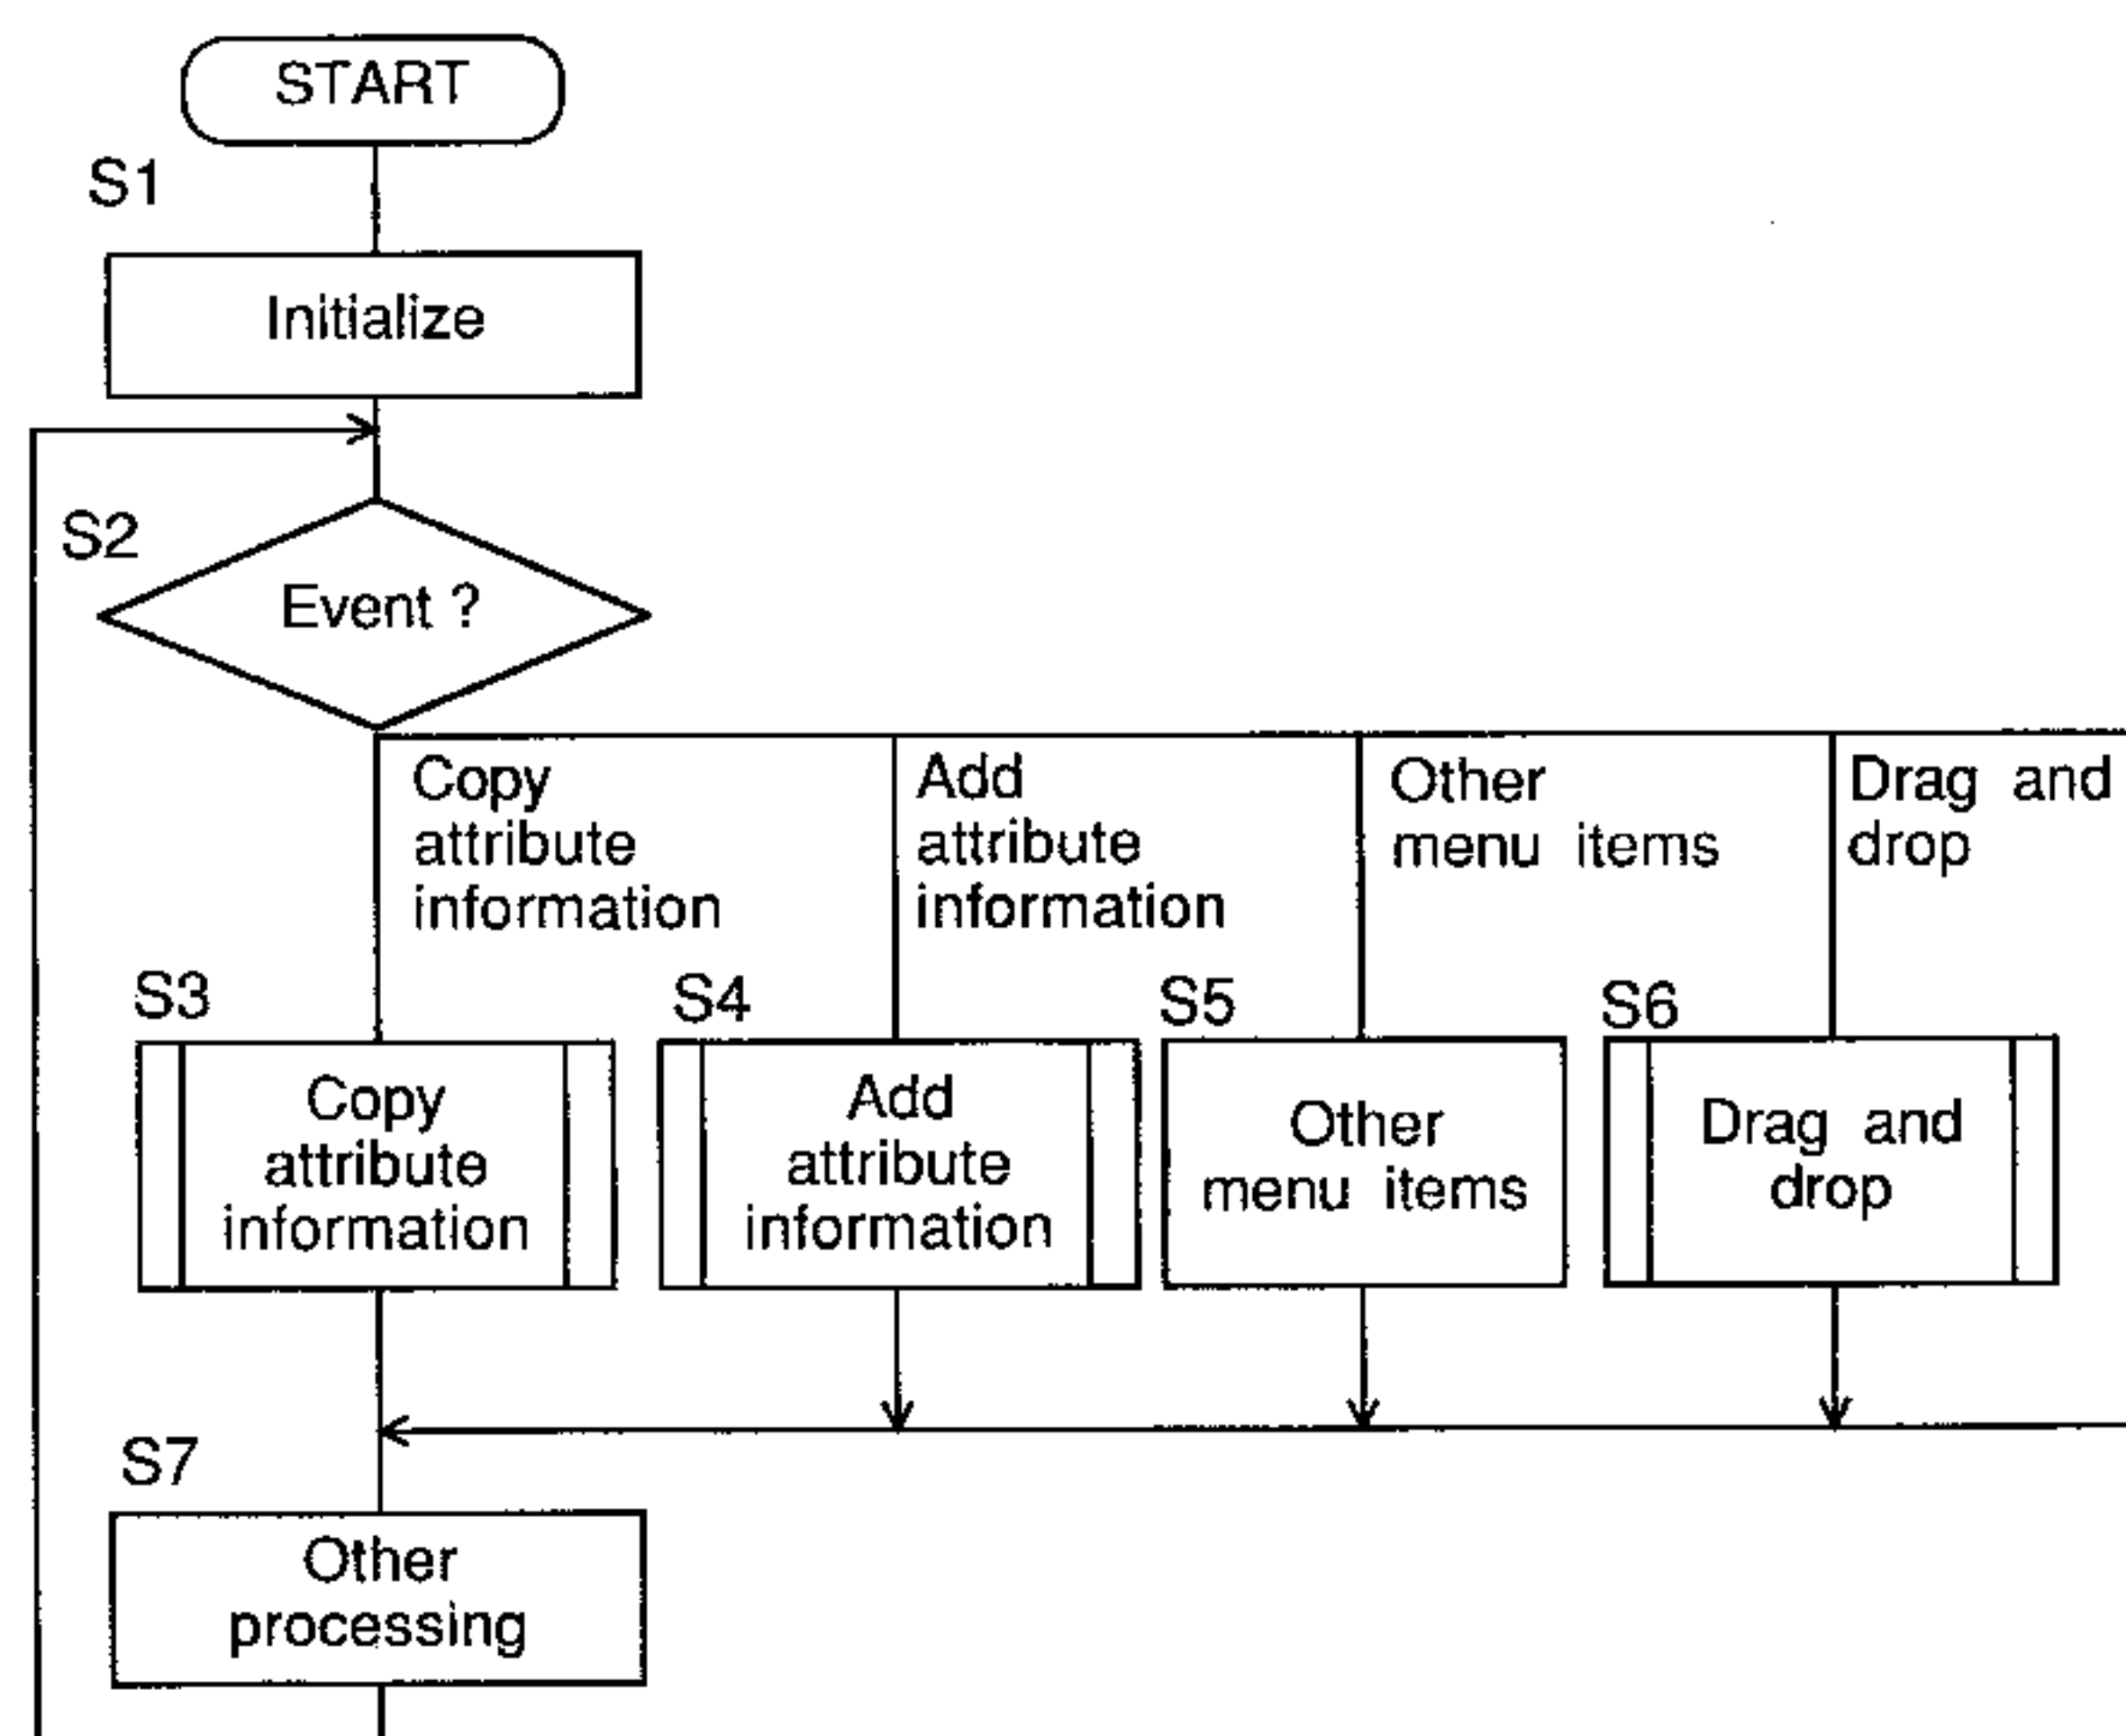 START
S1
Initialize
S2
Event ?
Copy
attribute
information
Add
attribute
information
Other
menu items
Drag and
drop
S3
Copy
attribute
information
S4
Add
attribute
information
S5
Other
menu items
S6
Drag and
drop
S7
Other
processing